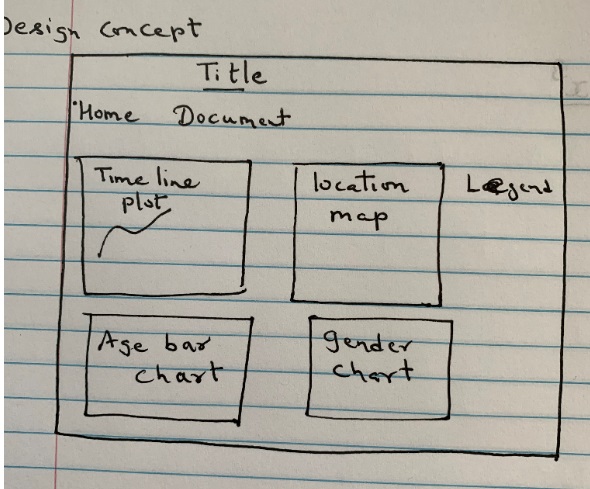 Design Concept
Title
Home Document
Time line
plot
location
map
Legend
Age bar
chart
gender
chart